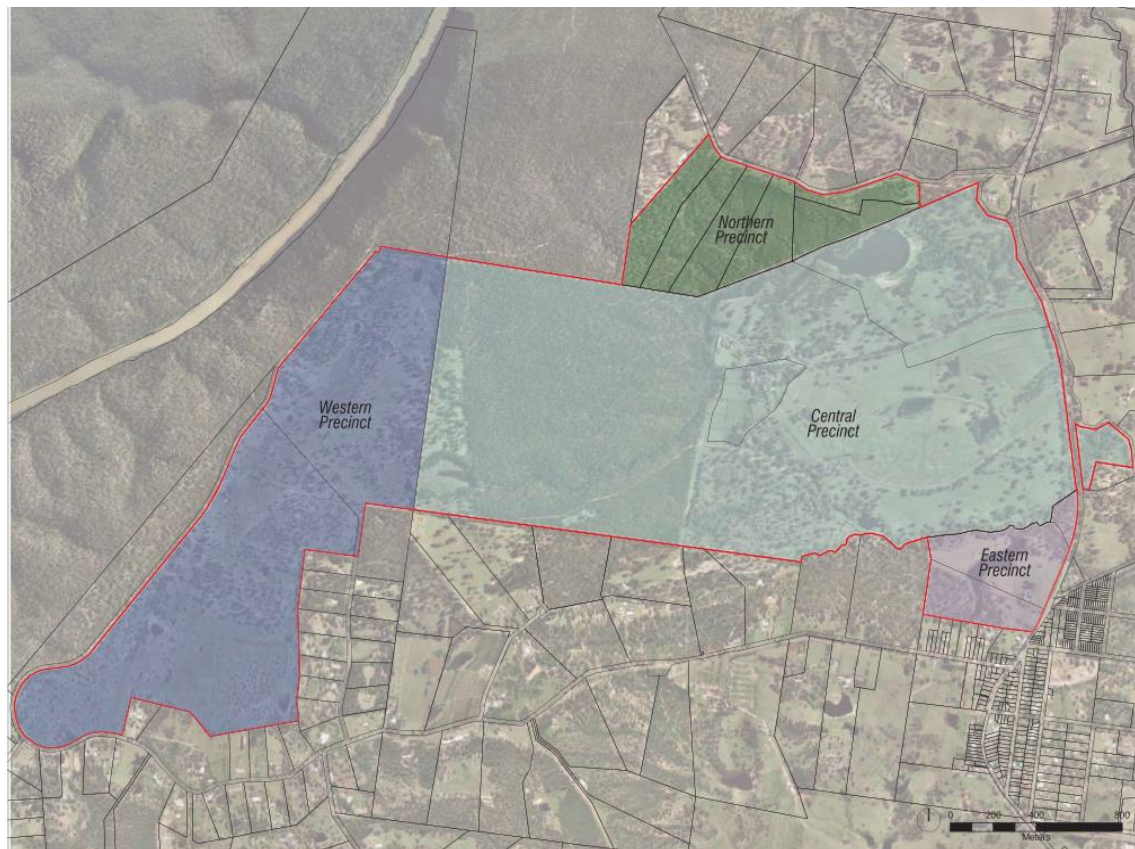 Northern
Precinct
Western
Precinct
Central
Precinct
Eastern
Precinct
0 200 400 800
Meters